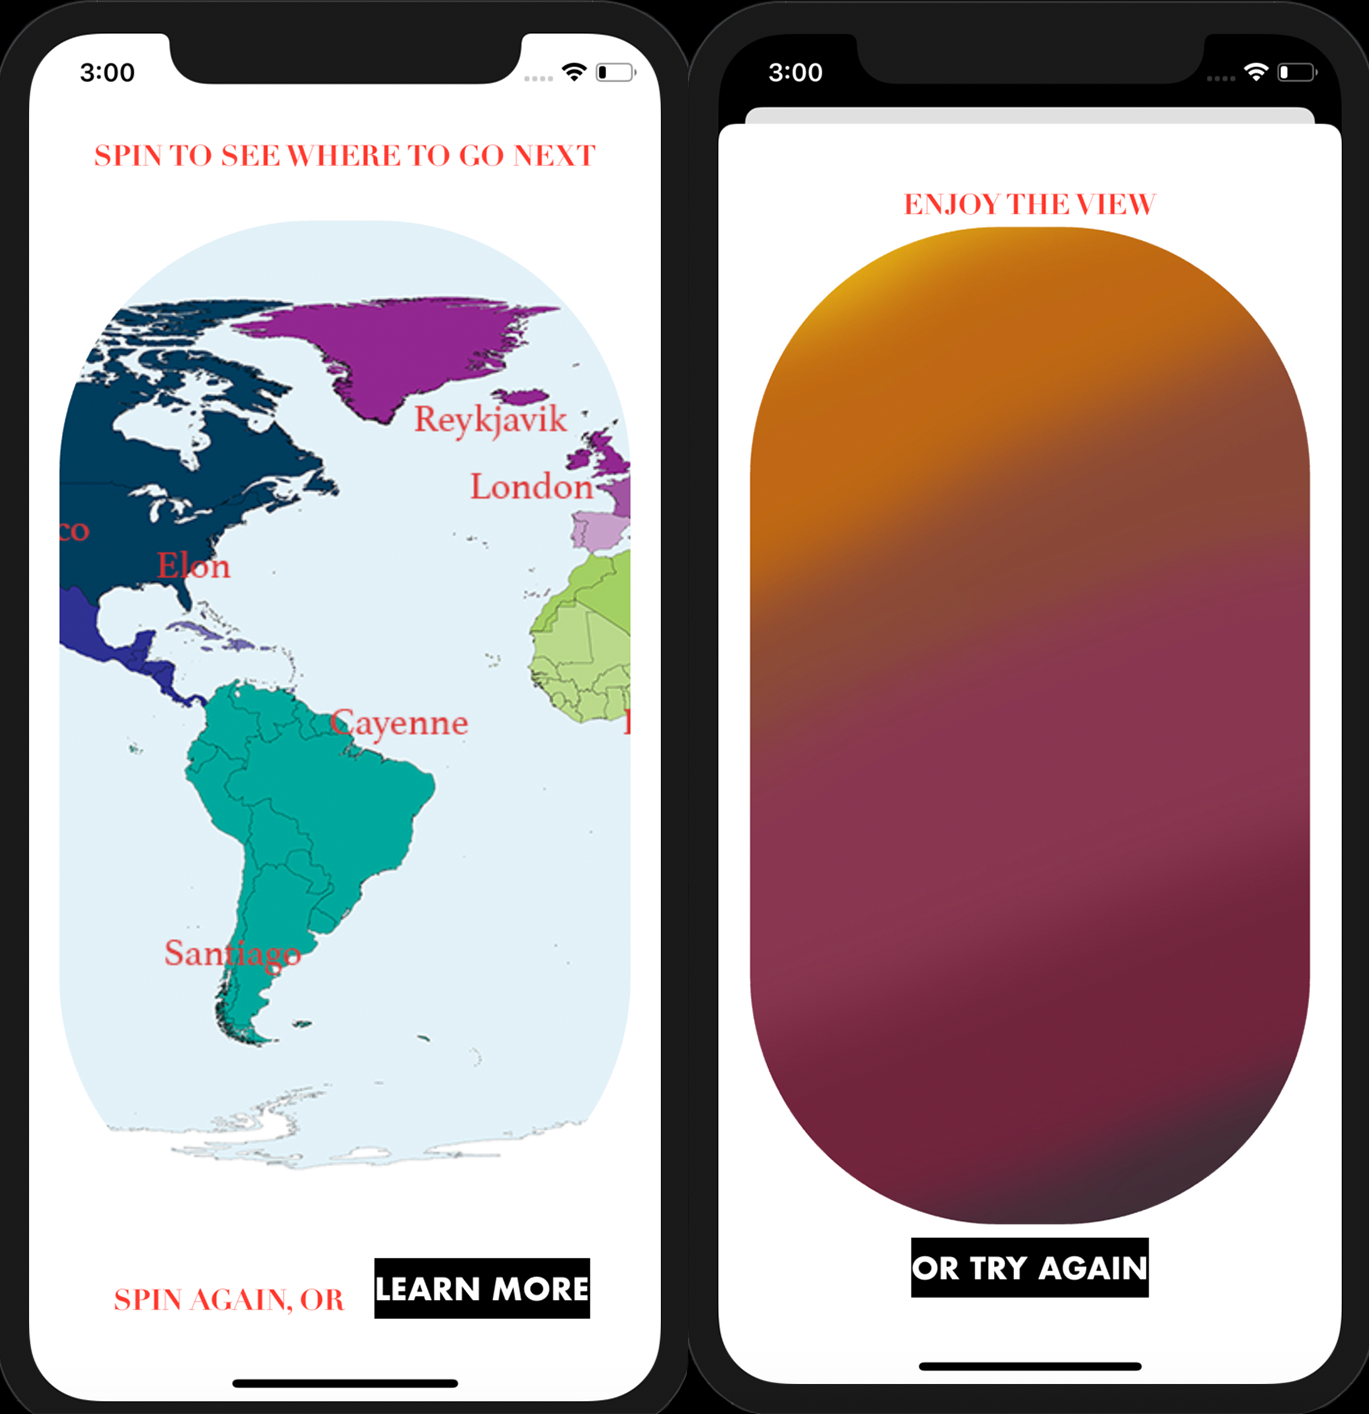 3:00
SPIN TO SEE WHERE TO GO NEXT
Reykjavik
London
co
Elon
Cayenne
Santiago
SPIN AGAIN, OR
LEARN MORE
3:00
ENJOY THE VIEW
OR TRY AGAIN